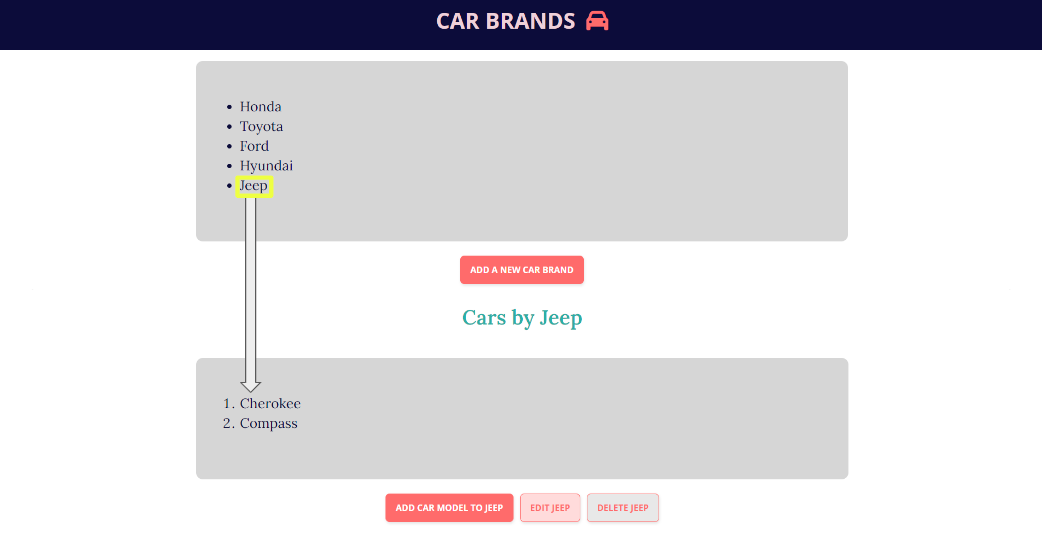 CAR BRANDS
Honda
Toyota
Ford
Hyundai
Jeep
ADD A NEW CAR BRAND
Cars by Jeep
1. Cherokee
2. Compass
ADD CAR MODEL TO JEEP EDIT JEEP DELETE JEEP